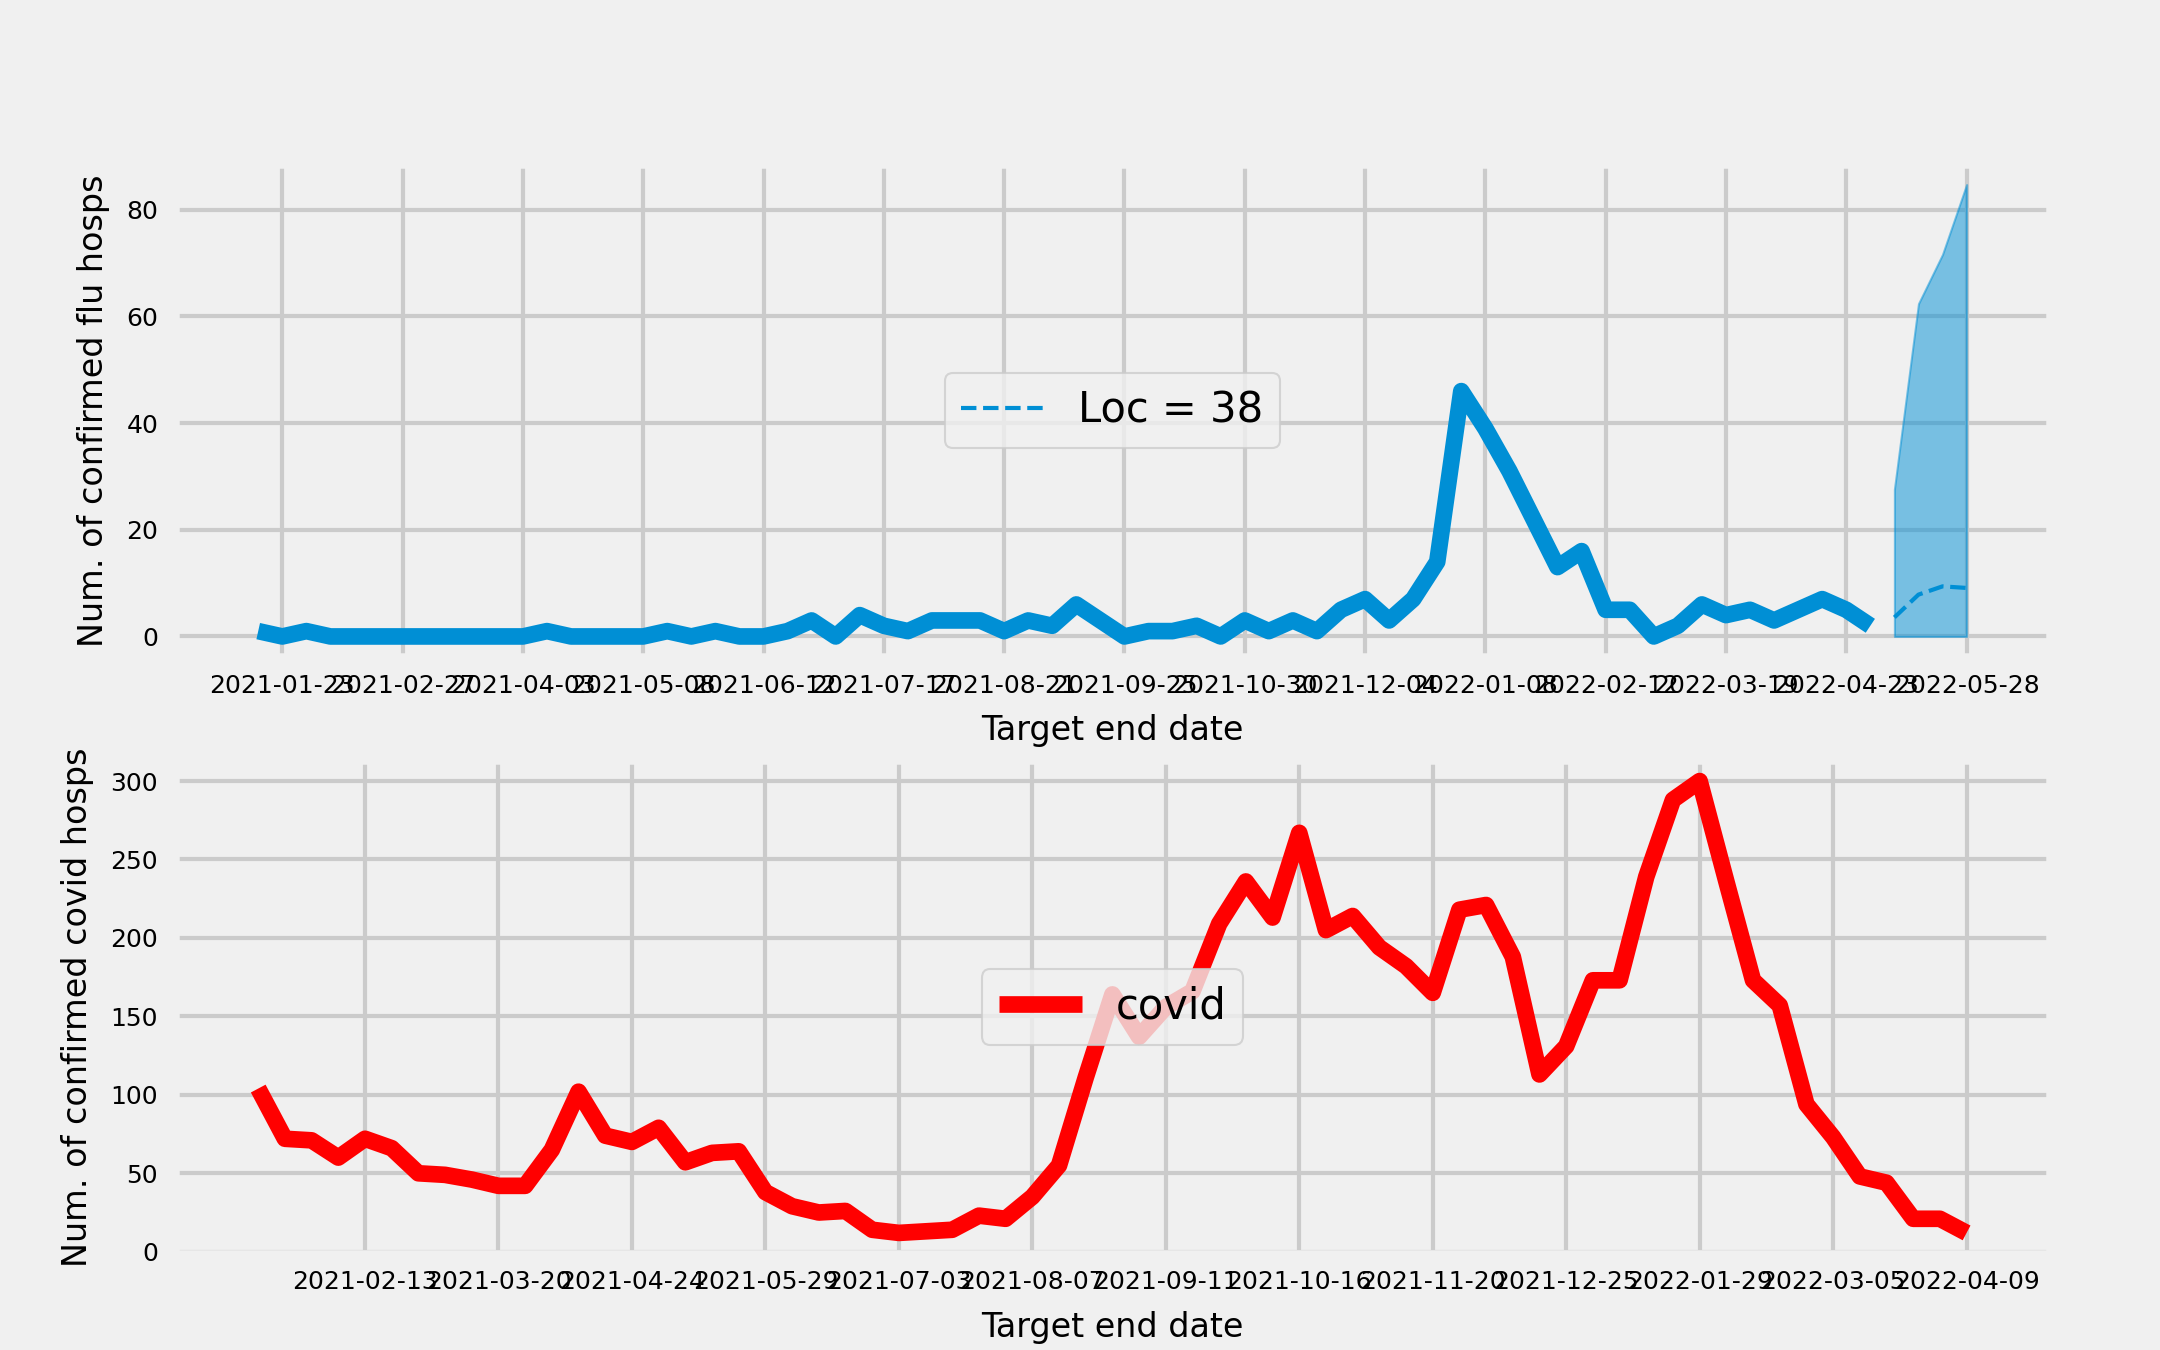 Num. of confirmed flu hosps
80
60
40
20
0
Loc = 38
2021-01-23 2021-02-27 2021-04-03 2021-05-08 2021-06-12 2021-07-17 2021-08-21 2021-09-25 2021-10-30 2021-12-04 2022-01-08 2022-02-12 2022-03-19 2022-04-23 2022-05-28
Target end date
Num. of confirmed covid hosps
300
250
200
150
100
50
0
covid
2021-02-13 2021-03-20 2021-04-24 2021-05-29 2021-07-03 2021-08-07 2021-09-11 2021-10-16 2021-11-20 2021-12-25 2022-01-29 2022-03-05 2022-04-09
Target end date